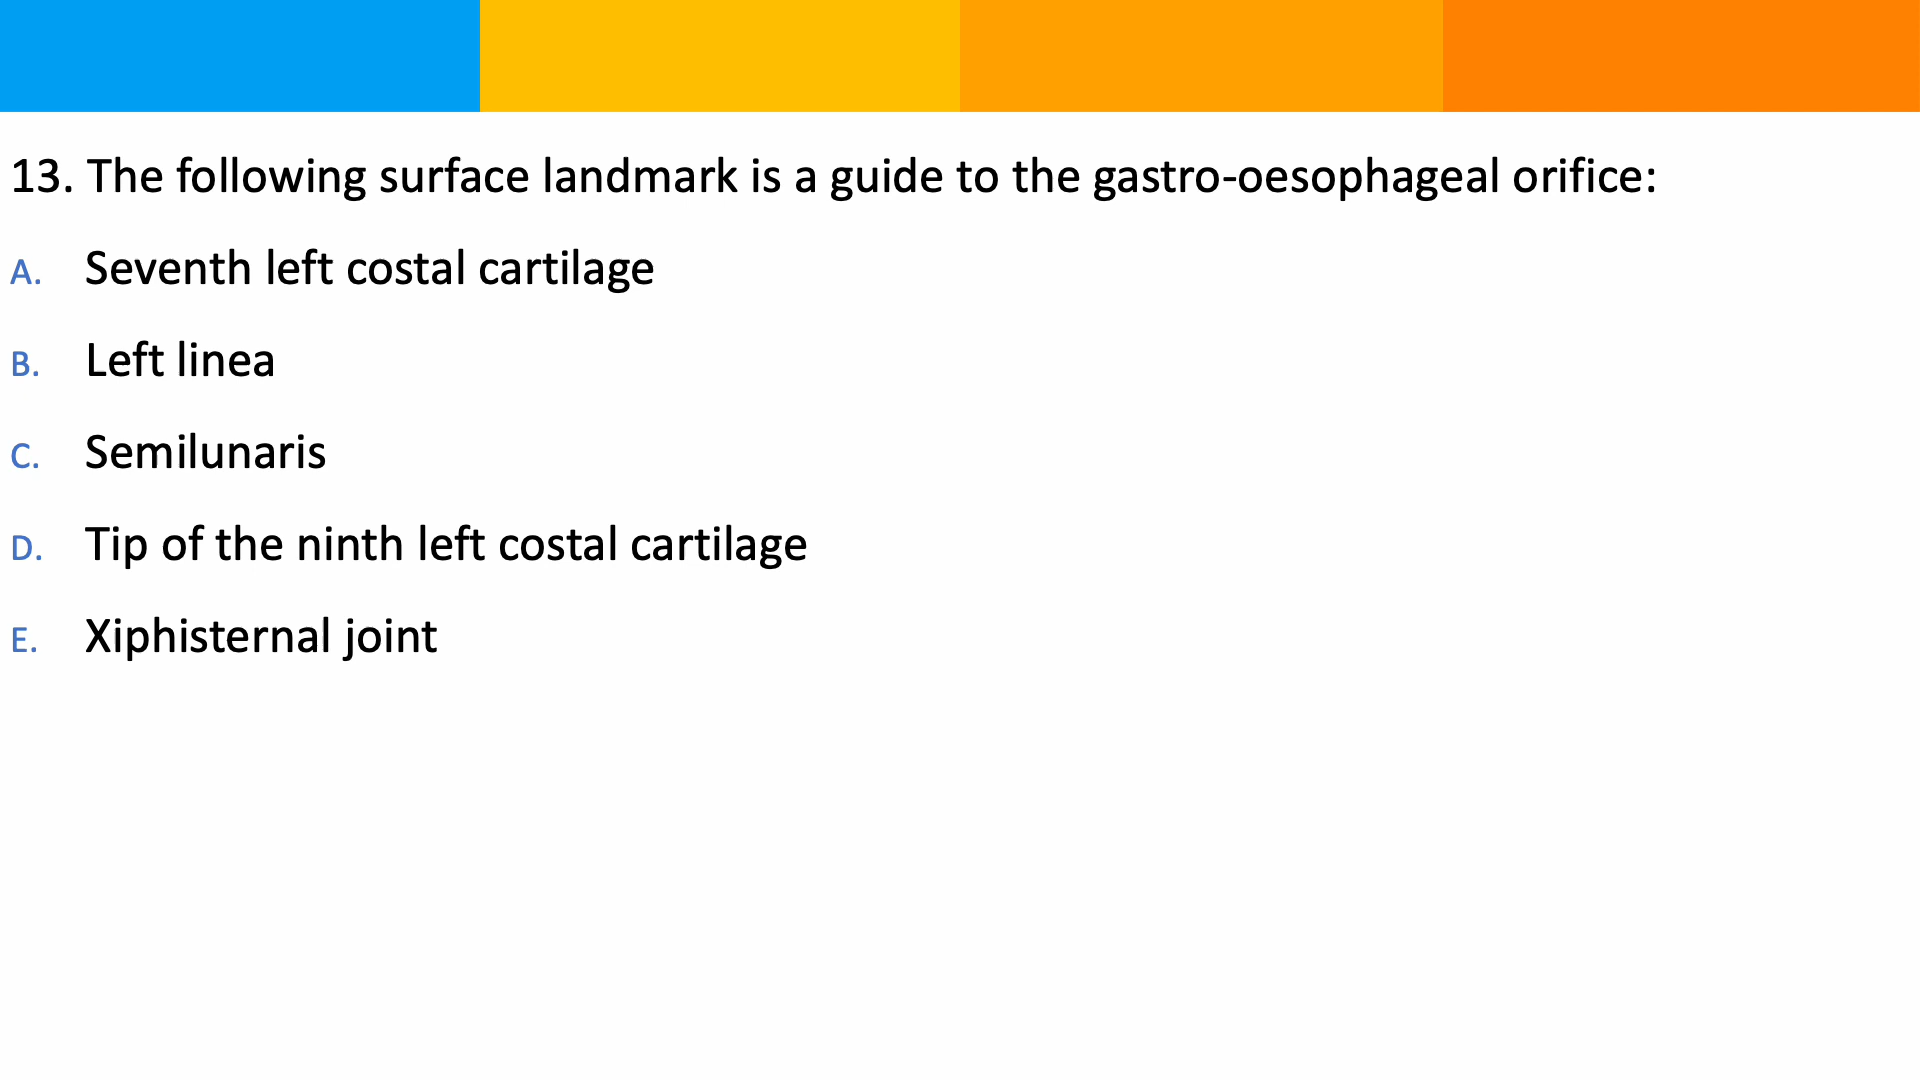 13. The following surface landmark is a guide to the gastro-oesophageal orifice:
A. Seventh left costal cartilage
B. Left linea
C. Semilunaris
D. Tip of the ninth left costal cartilage
E. Xiphisternal joint